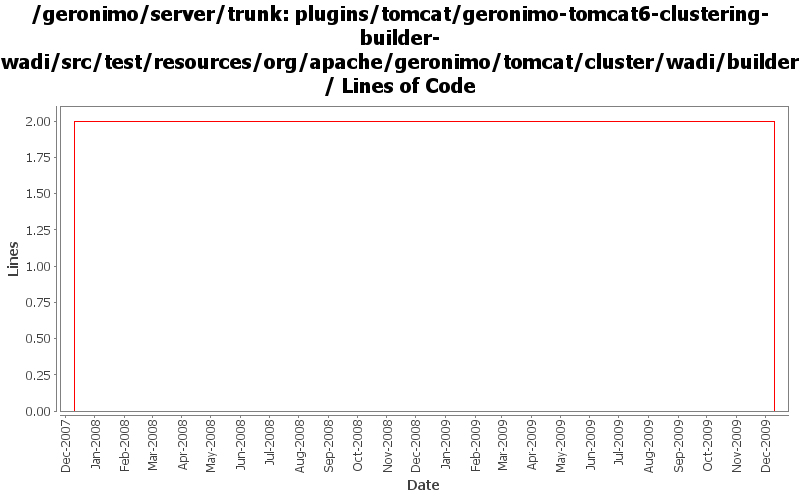 /geronimo/server/trunk: plugins/tomcat/geronimo-tomcat6-clustering-
builder-
wadi/src/test/resources/org/apache/geronimo/tomcat/cluster/wadi/builder
/ Lines of Code
2.00
1.75
1.50
1.25
1.00
0.75
0.50
0.25
0.00
Lines
Dec-2007
Jan-2008
Feb-2008
Mar-2008
Apr-2008
May-2008
Jun-2008
Jul-2008
Aug-2008
Sep-2008
Oct-2008
Nov-2008
Dec-2008
Jan-2009
Feb-2009
Mar-2009
Apr-2009
May-2009
Jun-2009
Jul-2009
Aug-2009
Sep-2009
Oct-2009
Nov-2009
Dec-2009
Date